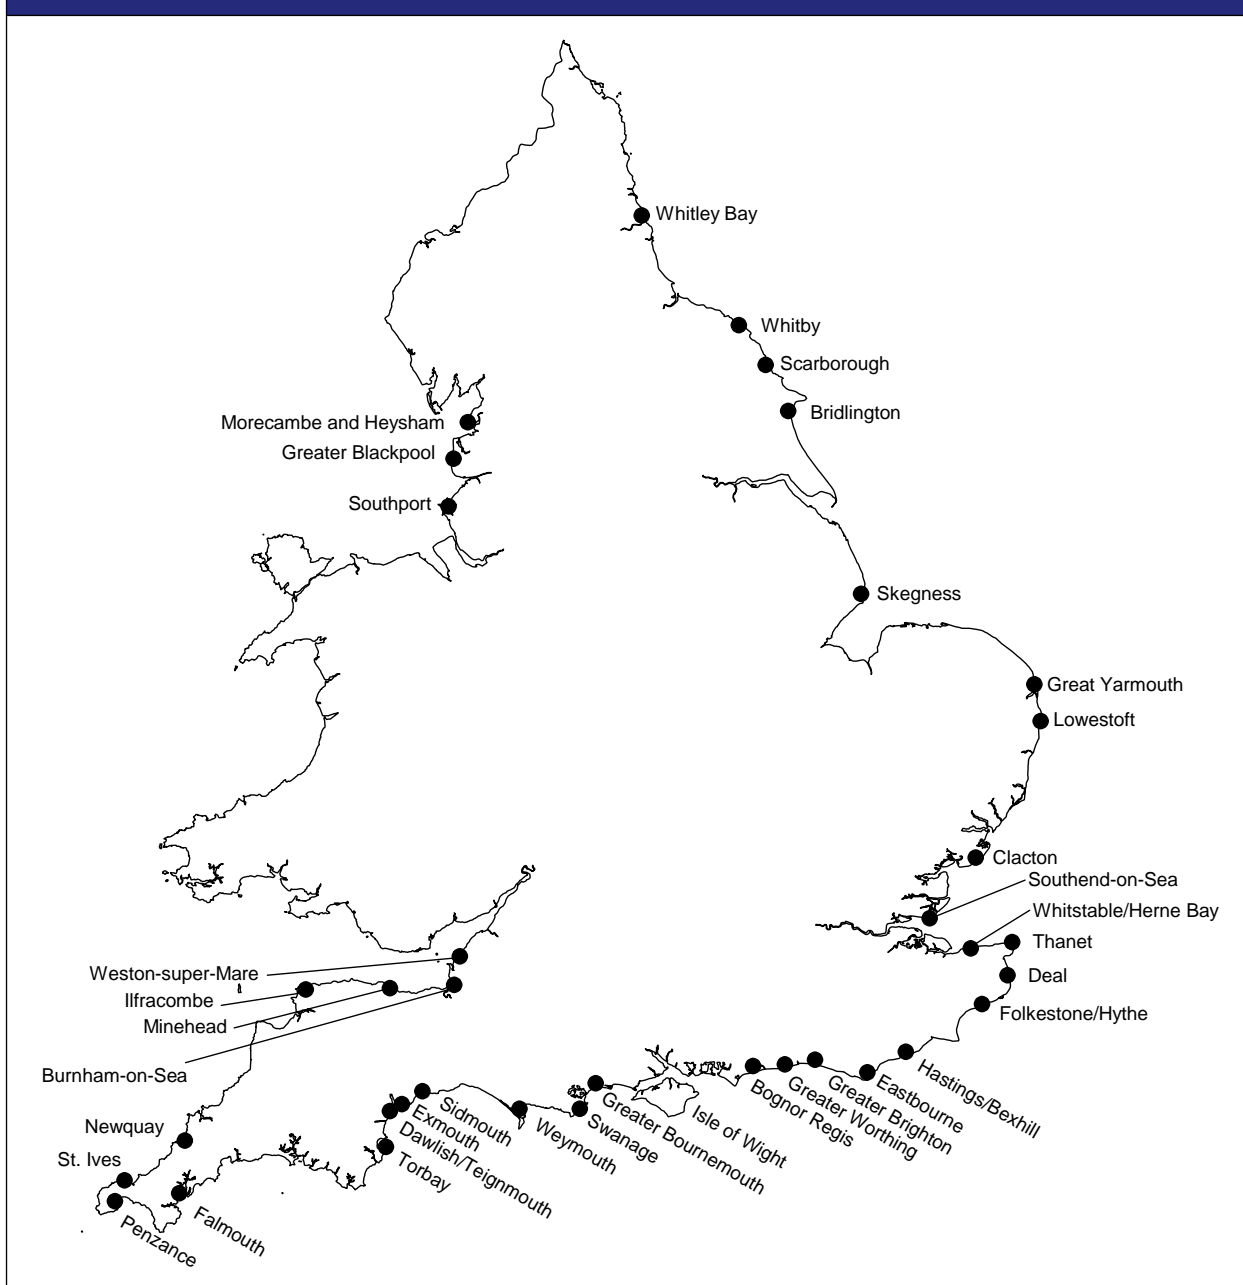 Whitley Bay
Whitby
Scarborough
Bridlington
Morecambe and Heysham
Greater Blackpool
Southport
Skegness
Great Yarmouth
Lowestoft
Clacton
Southend-on-Sea
Whitstable/Herne Bay
Thanet
Deal
Folkestone/Hythe
Weston-super-Mare
Ilfracombe
Minehead
Burnham-on-Sea
Newquay
St. Ives
Penzance
Falmouth
Torbay
Dawlish/Teignmouth
Exmouth
Sidmouth
Weymouth
Swanage
Greater Bournemouth
Isle of Wight
Bognor Regis
Greater Worthing
Greater Brighton
Eastbourne
Hastings/Bexhill